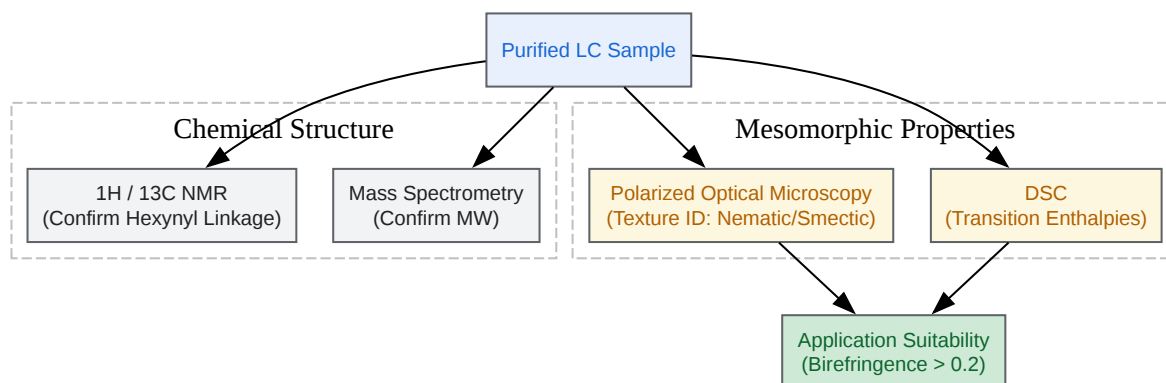 Purified LC Sample
Chemical Structure
Mesomorphic Properties
1H / 13C NMR
(Confirm Hexynyl Linkage)
Mass Spectrometry
(Confirm MW)
Polarized Optical Microscopy
(Texture ID: Nematic/Smectic)
DSC
(Transition Enthalpies)
Application Suitability
(Birefringence > 0.2)